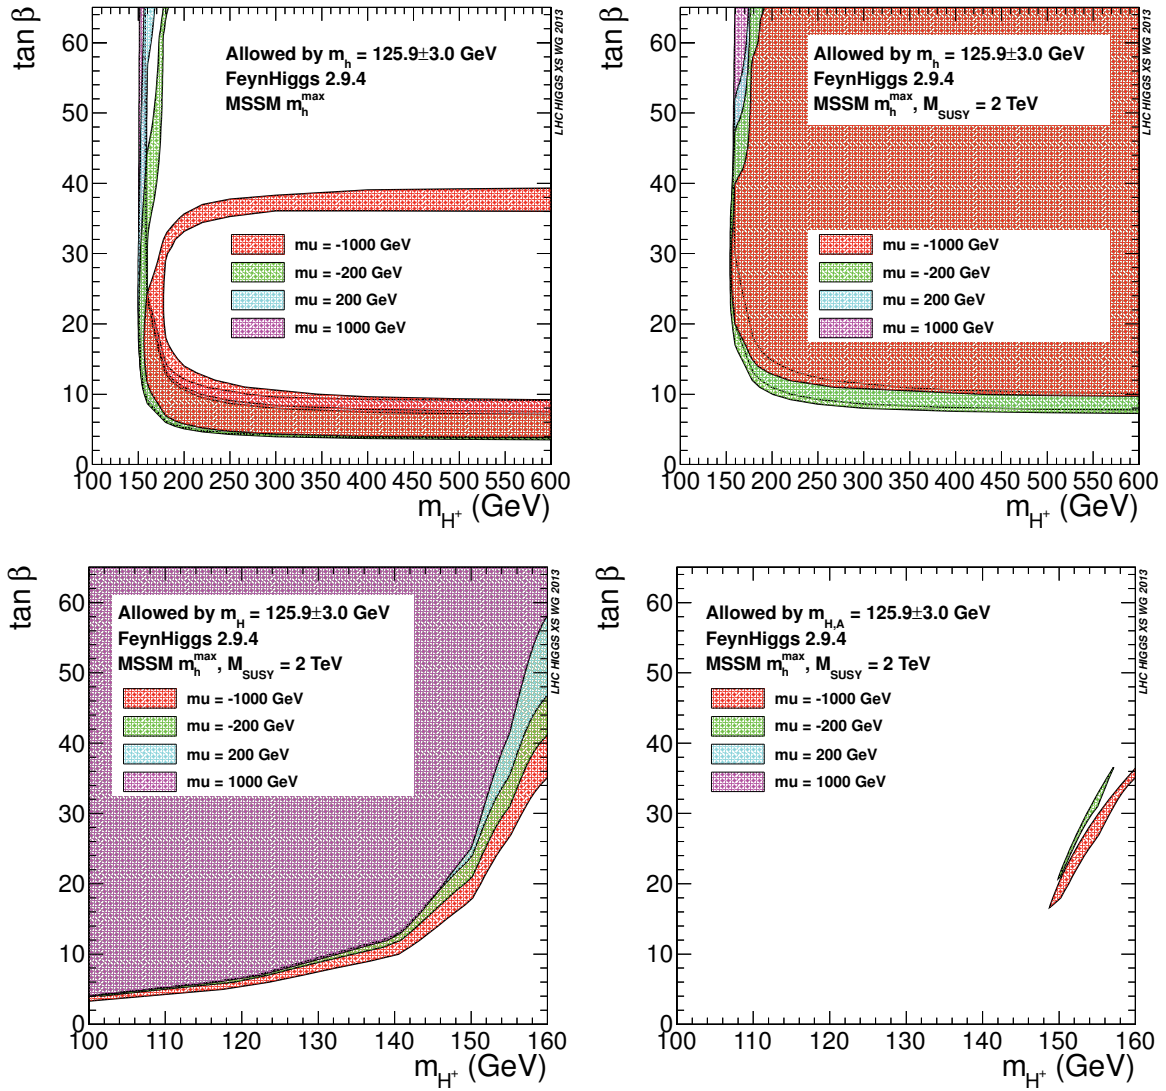 tan β
60
50
40
30
20
10
0
Allowed by m_h = 125.9±3.0 GeV
FeynHiggs 2.9.4
MSSM m_h^max
mu = -1000 GeV
mu = -200 GeV
mu = 200 GeV
mu = 1000 GeV
100 150 200 250 300 350 400 450 500 550 600
m_H+ (GeV)
LHC HIGGS XS WG 2013
tan β
60
50
40
30
20
10
0
Allowed by m_h = 125.9±3.0 GeV
FeynHiggs 2.9.4
MSSM m_h^max, M_SUSY = 2 TeV
mu = -1000 GeV
mu = -200 GeV
mu = 200 GeV
mu = 1000 GeV
100 150 200 250 300 350 400 450 500 550 600
m_H+ (GeV)
LHC HIGGS XS WG 2013
tan β
60
50
40
30
20
10
0
Allowed by m_H = 125.9±3.0 GeV
FeynHiggs 2.9.4
MSSM m_h^max, M_SUSY = 2 TeV
mu = -1000 GeV
mu = -200 GeV
mu = 200 GeV
mu = 1000 GeV
100 110 120 130 140 150 160
m_H+ (GeV)
LHC HIGGS XS WG 2013
tan β
60
50
40
30
20
10
0
Allowed by m_H,A = 125.9±3.0 GeV
FeynHiggs 2.9.4
MSSM m_h^max, M_SUSY = 2 TeV
mu = -1000 GeV
mu = -200 GeV
mu = 200 GeV
mu = 1000 GeV
100 110 120 130 140 150 160
m_H+ (GeV)
LHC HIGGS XS WG 2013